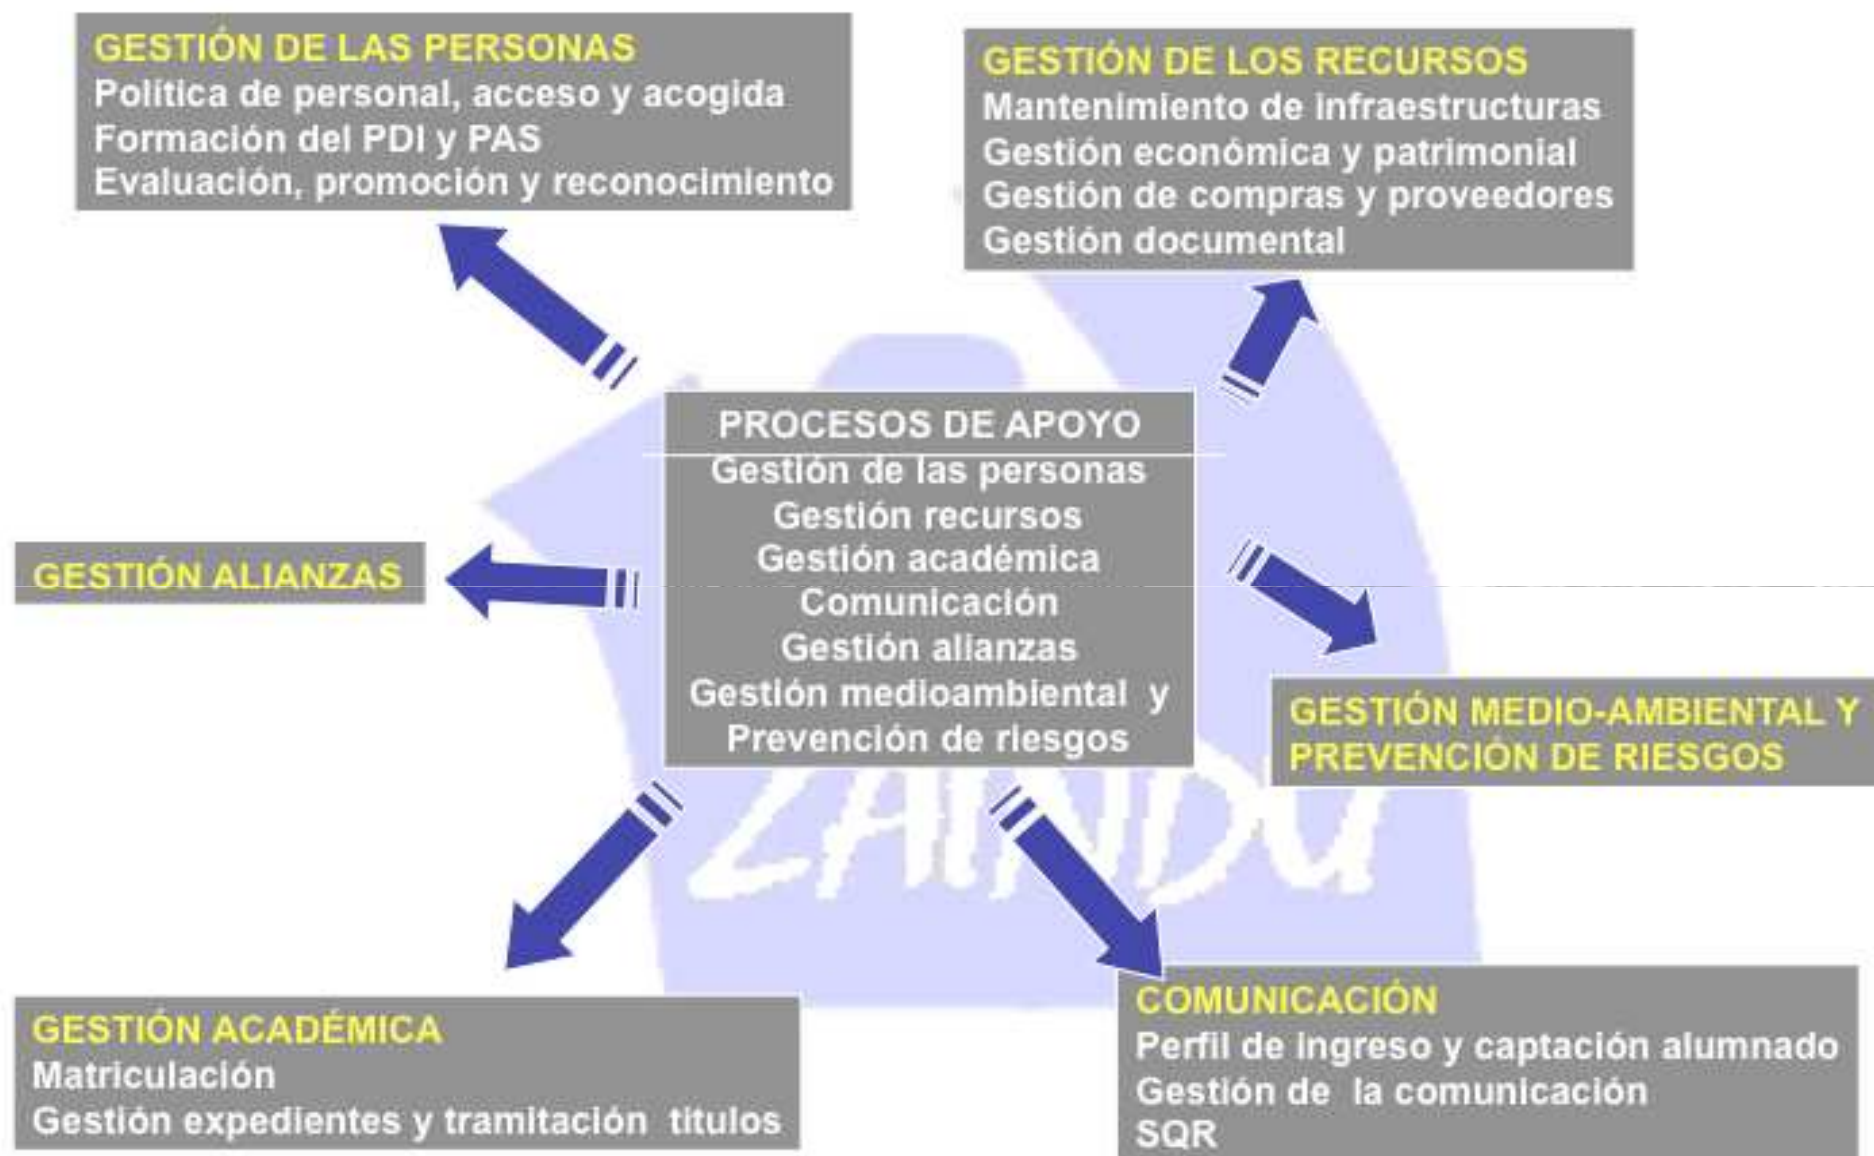 GESTIÓN DE LAS PERSONAS
Política de personal, acceso y acogida
Formación del PDI y PAS
Evaluación, promoción y reconocimiento
GESTIÓN DE LOS RECURSOS
Mantenimiento de infraestructuras
Gestión económica y patrimonial
Gestión de compras y proveedores
Gestión documental
PROCESOS DE APOYO
Gestión de las personas
Gestión recursos
Gestión académica
Comunicación
Gestión alianzas
Gestión medioambiental y
Prevención de riesgos
GESTIÓN ALIANZAS
GESTIÓN MEDIO-AMBIENTAL Y
PREVENCIÓN DE RIESGOS
ZAINDU
GESTIÓN ACADÉMICA
Matriculación
Gestión expedientes y tramitación titulos
COMUNICACIÓN
Perfil de ingreso y captación alumnado
Gestión de la comunicación
SQR